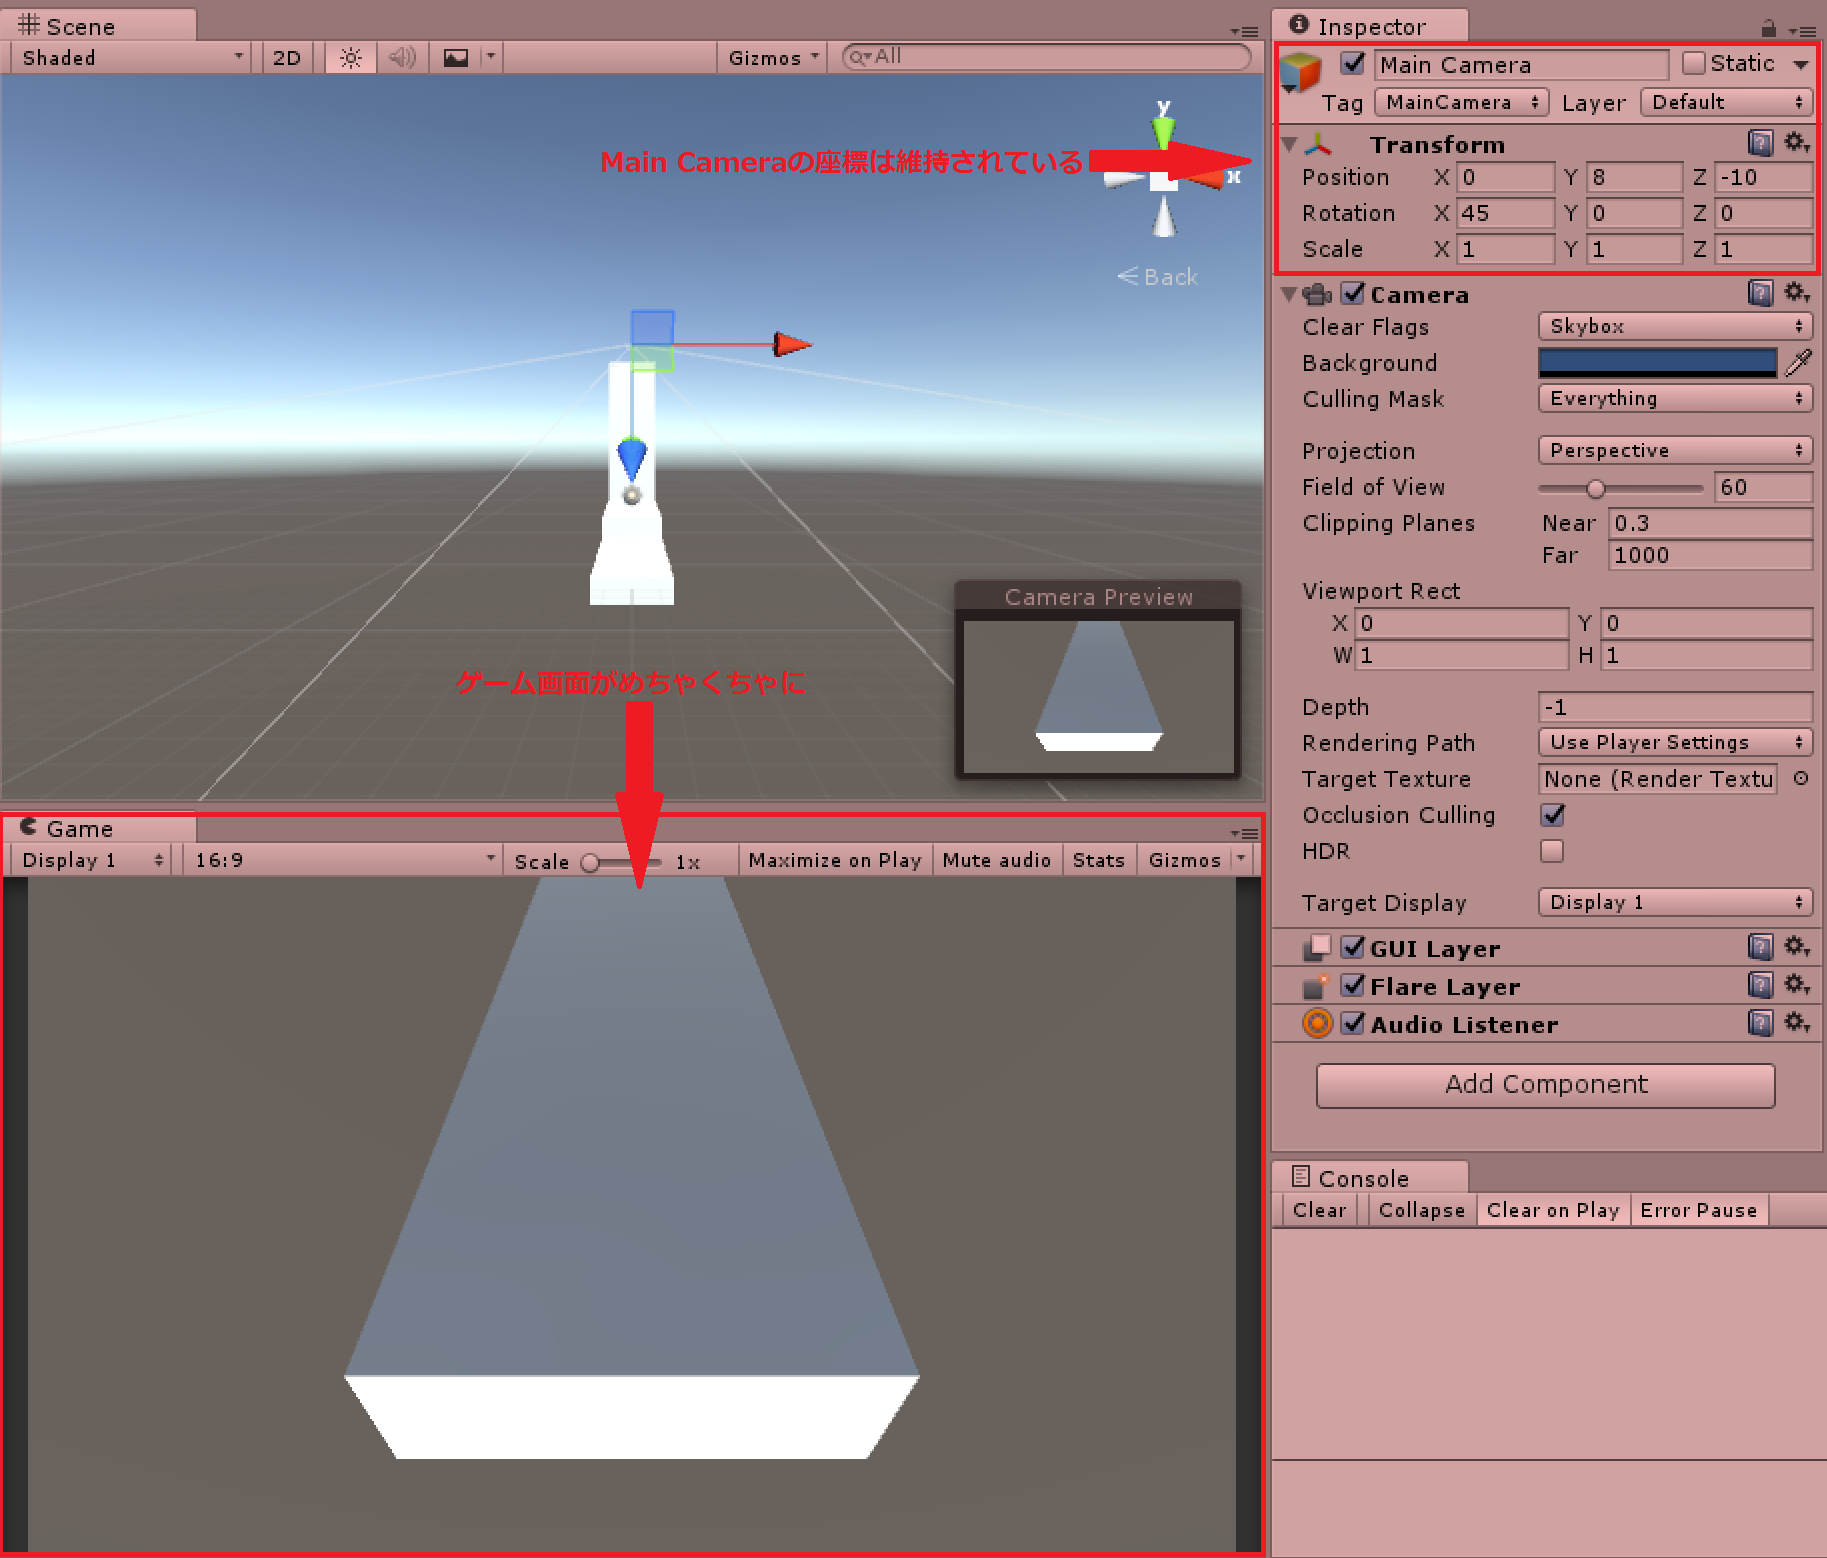 Scene
Shaded 2D Gizmos All
y
x
Main Cameraの座標は維持されている
Back
Camera Preview
ゲーム画面がめちゃくちゃに
Game
Display 1 16:9 Scale 1x Maximize on Play Mute audio Stats Gizmos
Inspector
Main Camera Static
Tag MainCamera Layer Default
Transform
Position X 0 Y 8 Z -10
Rotation X 45 Y 0 Z 0
Scale X 1 Y 1 Z 1
Camera
Clear Flags Skybox
Background
Culling Mask Everything
Projection Perspective
Field of View 60
Clipping Planes Near 0.3
Far 1000
Viewport Rect
X 0 Y 0
W 1 H 1
Depth -1
Rendering Path Use Player Settings
Target Texture None (Render Textu
Occlusion Culling
HDR
Target Display Display 1
GUI Layer
Flare Layer
Audio Listener
Add Component
Console
Clear Collapse Clear on Play Error Pause